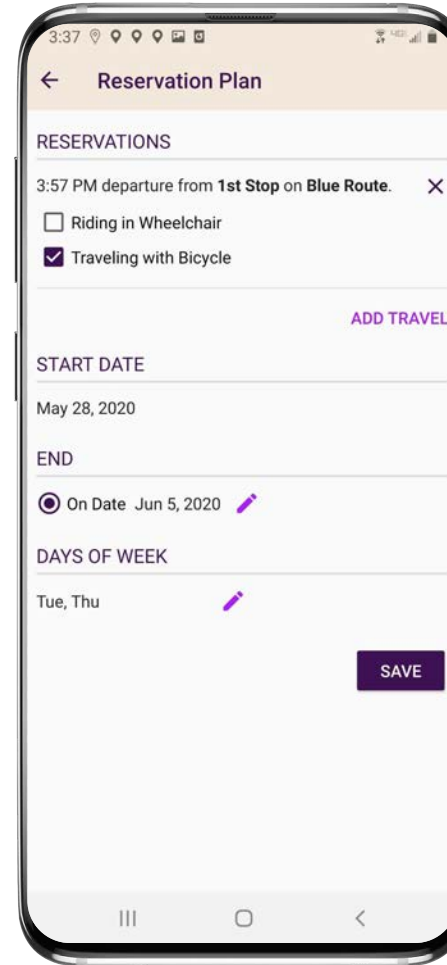 3:37
Reservation Plan
RESERVATIONS
3:57 PM departure from 1st Stop on Blue Route.
Riding in Wheelchair
Traveling with Bicycle
ADD TRAVEL
START DATE
May 28, 2020
END
On Date Jun 5, 2020
DAYS OF WEEK
Tue, Thu
SAVE